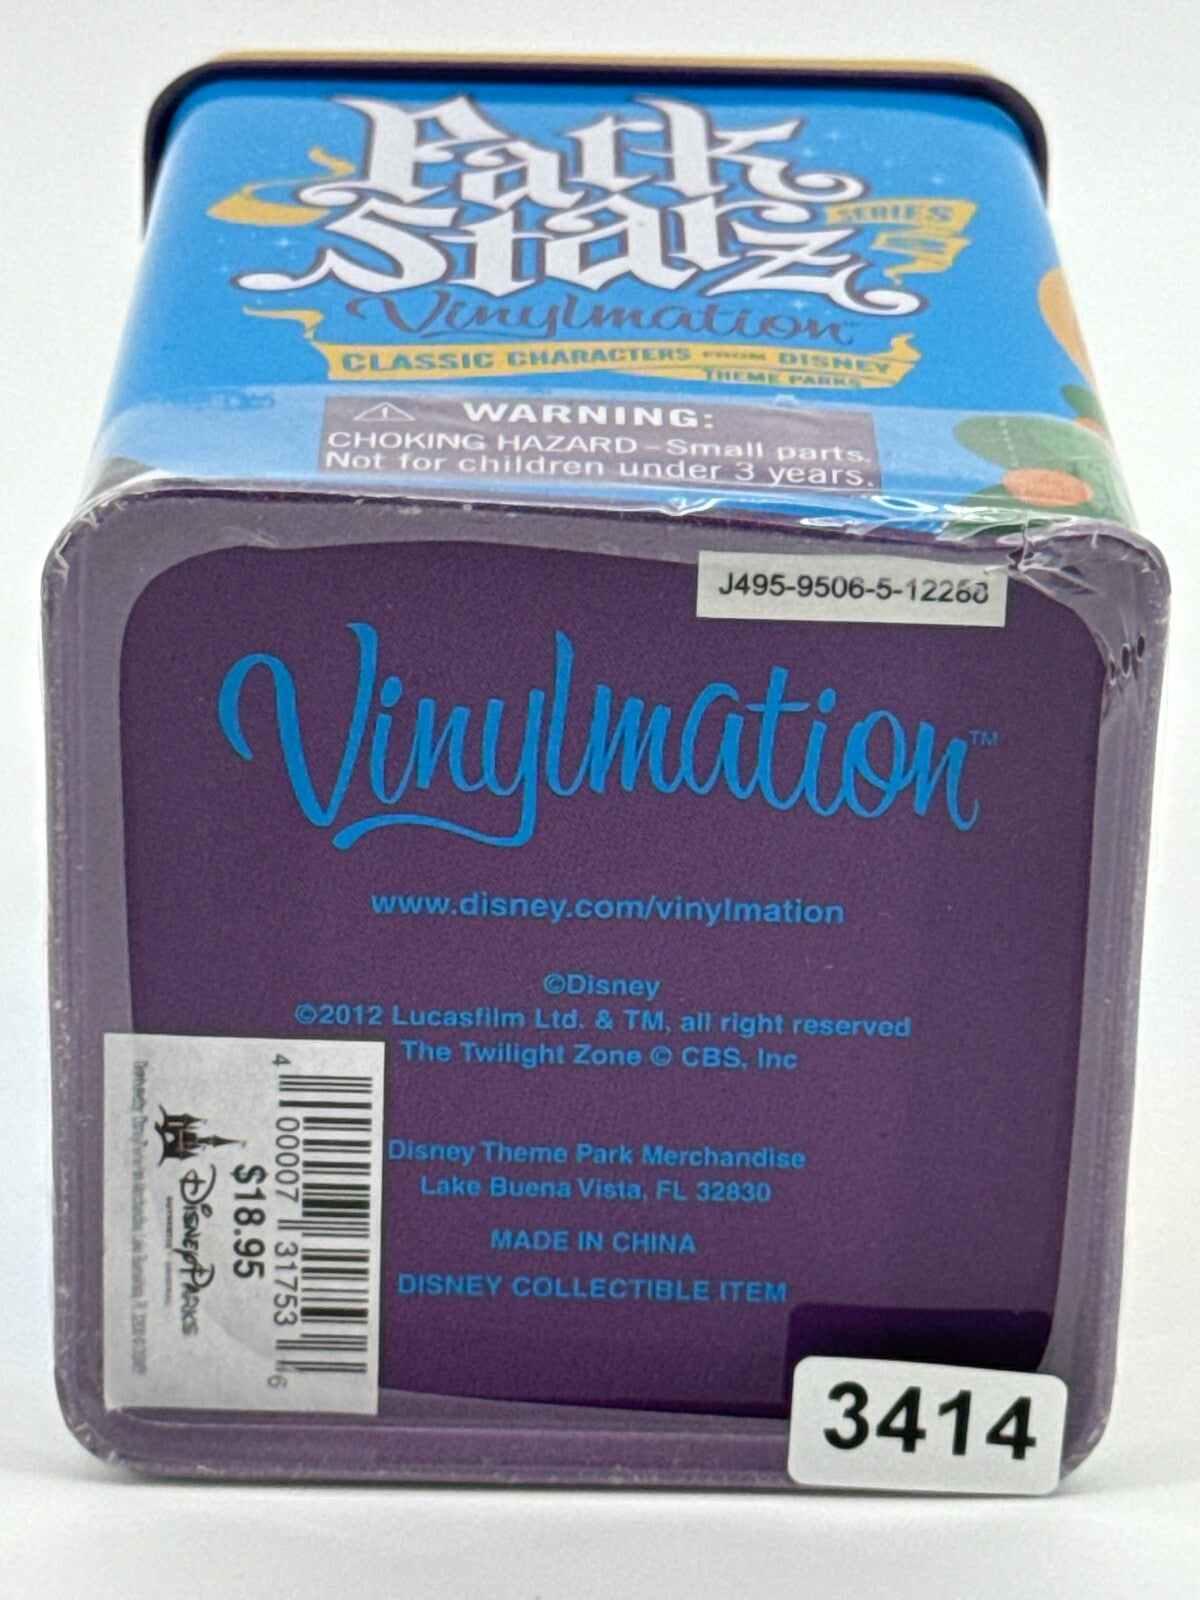 Park
Starz
SERIES
Vinylmation
CLASSIC CHARACTERS FROM DISNEY
THEME PARKS
WARNING:
CHOKING HAZARD - Small parts.
Not for children under 3 years.
J495-9506-5-12268
Vinylmation™
www.disney.com/vinylmation
©Disney
©2012 Lucasfilm Ltd. & TM, all right reserved
The Twilight Zone © CBS, Inc
Disney Theme Park Merchandise
Lake Buena Vista, FL 32830
MADE IN CHINA
DISNEY COLLECTIBLE ITEM
4 00007 31753 6
$18.95
Disney PARKS
3414